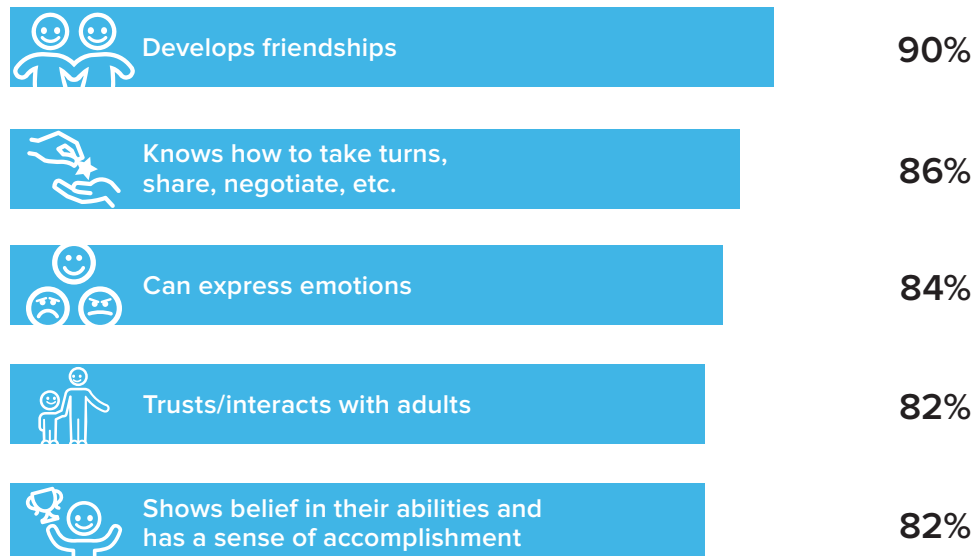 Develops friendships
90%
Knows how to take turns,
share, negotiate, etc.
86%
Can express emotions
84%
Trusts/interacts with adults
82%
Shows belief in their abilities and
has a sense of accomplishment
82%